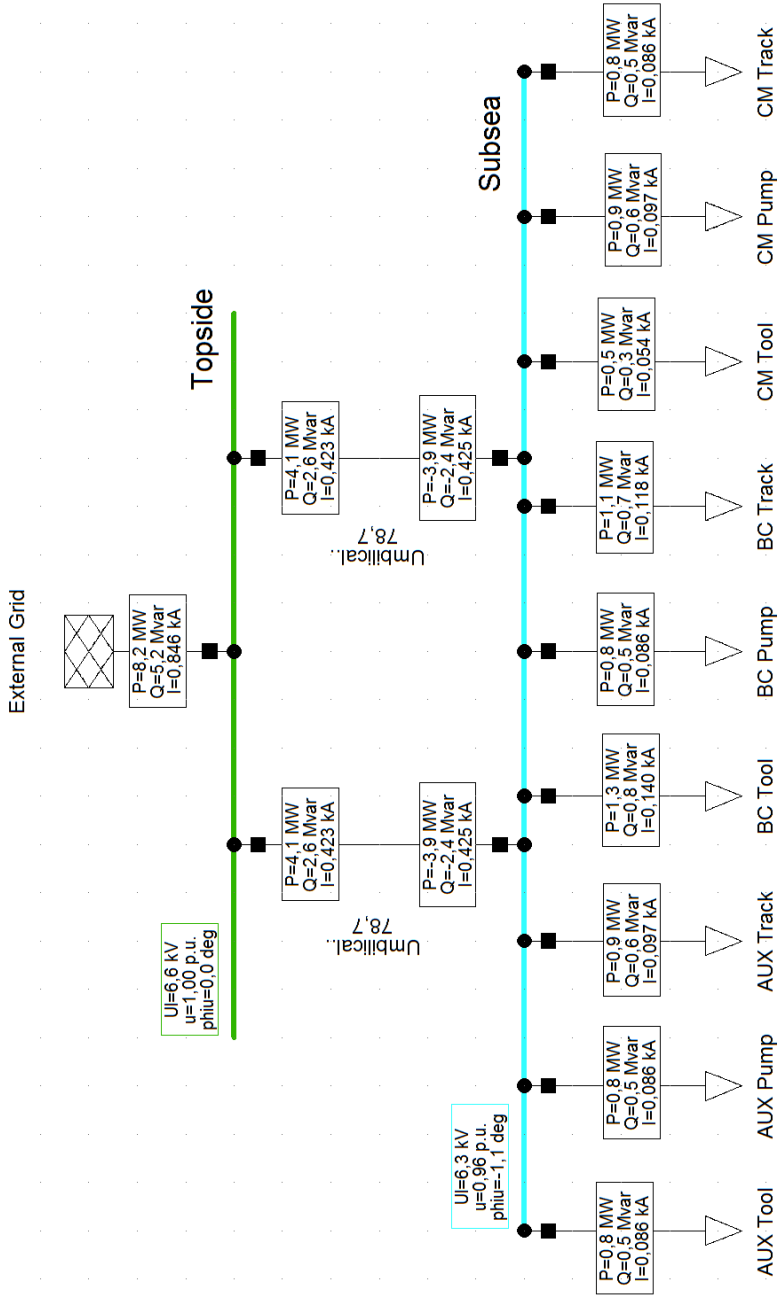 External Grid
P=8,2 MW
Q=5,2 Mvar
I=0,846 kA
Topside
Ul=6,6 kV
u=1,00 p.u.
phiu=0,0 deg
P=4,1 MW
Q=2,6 Mvar
I=0,423 kA
P=4,1 MW
Q=2,6 Mvar
I=0,423 kA
Umbilical..
78,7
Umbilical..
78,7
P=-3,9 MW
Q=-2,4 Mvar
I=0,425 kA
P=-3,9 MW
Q=-2,4 Mvar
I=0,425 kA
Subsea
Ul=6,3 kV
u=0,96 p.u.
phiu=-1,1 deg
P=0,8 MW
Q=0,5 Mvar
I=0,086 kA
AUX Tool
P=0,8 MW
Q=0,5 Mvar
I=0,086 kA
AUX Pump
P=0,9 MW
Q=0,6 Mvar
I=0,097 kA
AUX Track
P=1,3 MW
Q=0,8 Mvar
I=0,140 kA
BC Tool
P=0,8 MW
Q=0,5 Mvar
I=0,086 kA
BC Pump
P=1,1 MW
Q=0,7 Mvar
I=0,118 kA
BC Track
P=0,5 MW
Q=0,3 Mvar
I=0,054 kA
CM Tool
P=0,9 MW
Q=0,6 Mvar
I=0,097 kA
CM Pump
P=0,8 MW
Q=0,5 Mvar
I=0,086 kA
CM Track